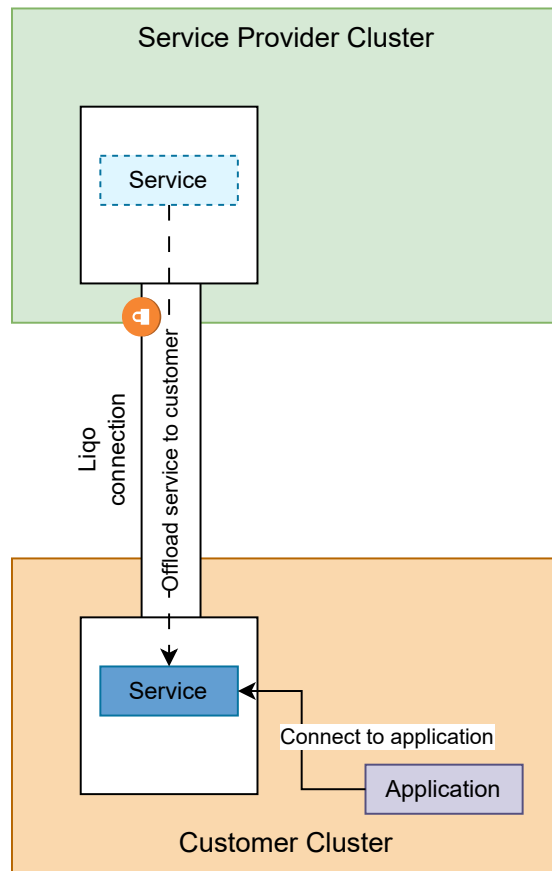 Service Provider Cluster
Service
Liqo
connection
Offload service to customer
Service
Connect to application
Application
Customer Cluster